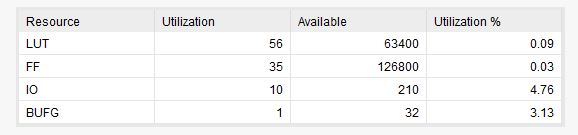 Resource Utilization Available Utilization %
LUT 56 63400 0.09
FF 35 126800 0.03
IO 10 210 4.76
BUFG 1 32 3.13